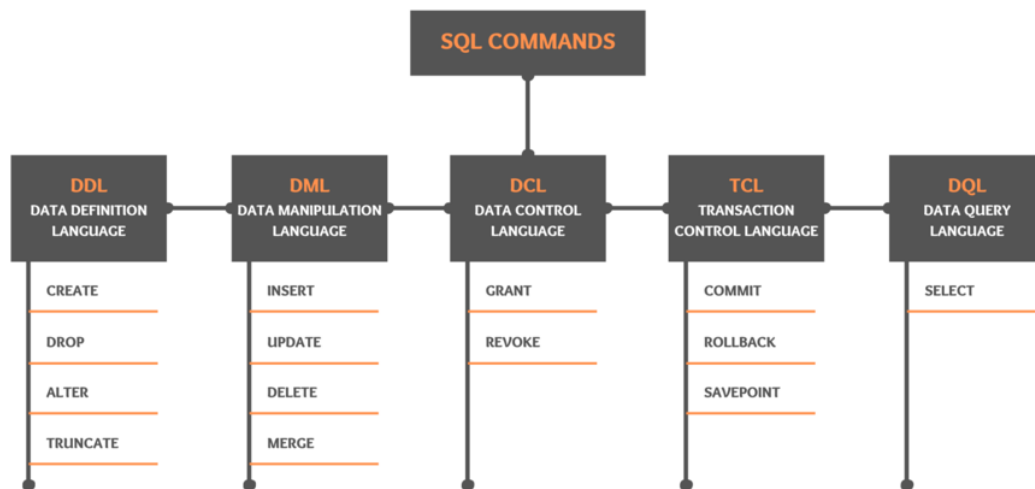 SQL COMMANDS
DDL
DATA DEFINITION
LANGUAGE
CREATE
DROP
ALTER
TRUNCATE
DML
DATA MANIPULATION
LANGUAGE
INSERT
UPDATE
DELETE
MERGE
DCL
DATA CONTROL
LANGUAGE
GRANT
REVOKE
TCL
TRANSACTION
CONTROL LANGUAGE
COMMIT
ROLLBACK
SAVEPOINT
DQL
DATA QUERY
LANGUAGE
SELECT